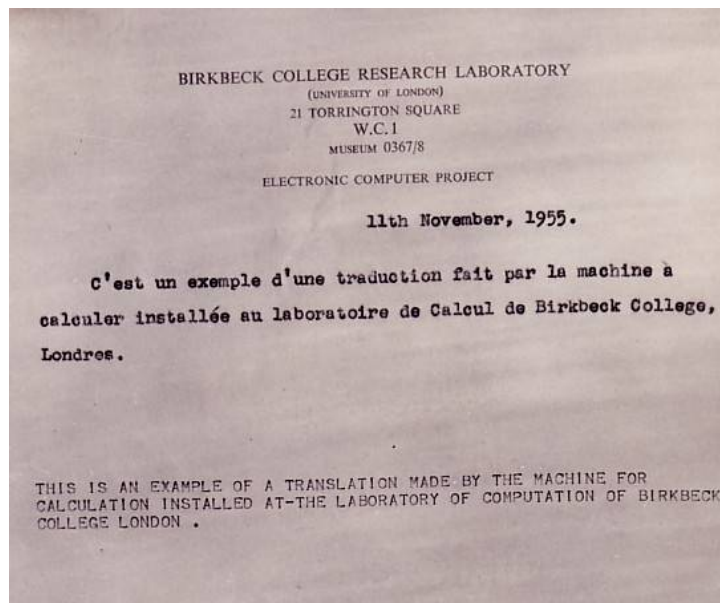 BIRKBECK COLLEGE RESEARCH LABORATORY
(UNIVERSITY OF LONDON)
21 TORRINGTON SQUARE
W.C.1
MUSEUM 0367/8
ELECTRONIC COMPUTER PROJECT
11th November, 1955.
C'est un exemple d'une traduction fait par la machine à
calculer installée au laboratoire de Calcul de Birkbeck College,
Londres.
THIS IS AN EXAMPLE OF A TRANSLATION MADE BY THE MACHINE FOR
CALCULATION INSTALLED AT-THE LABORATORY OF COMPUTATION OF BIRKBECK
COLLEGE LONDON .